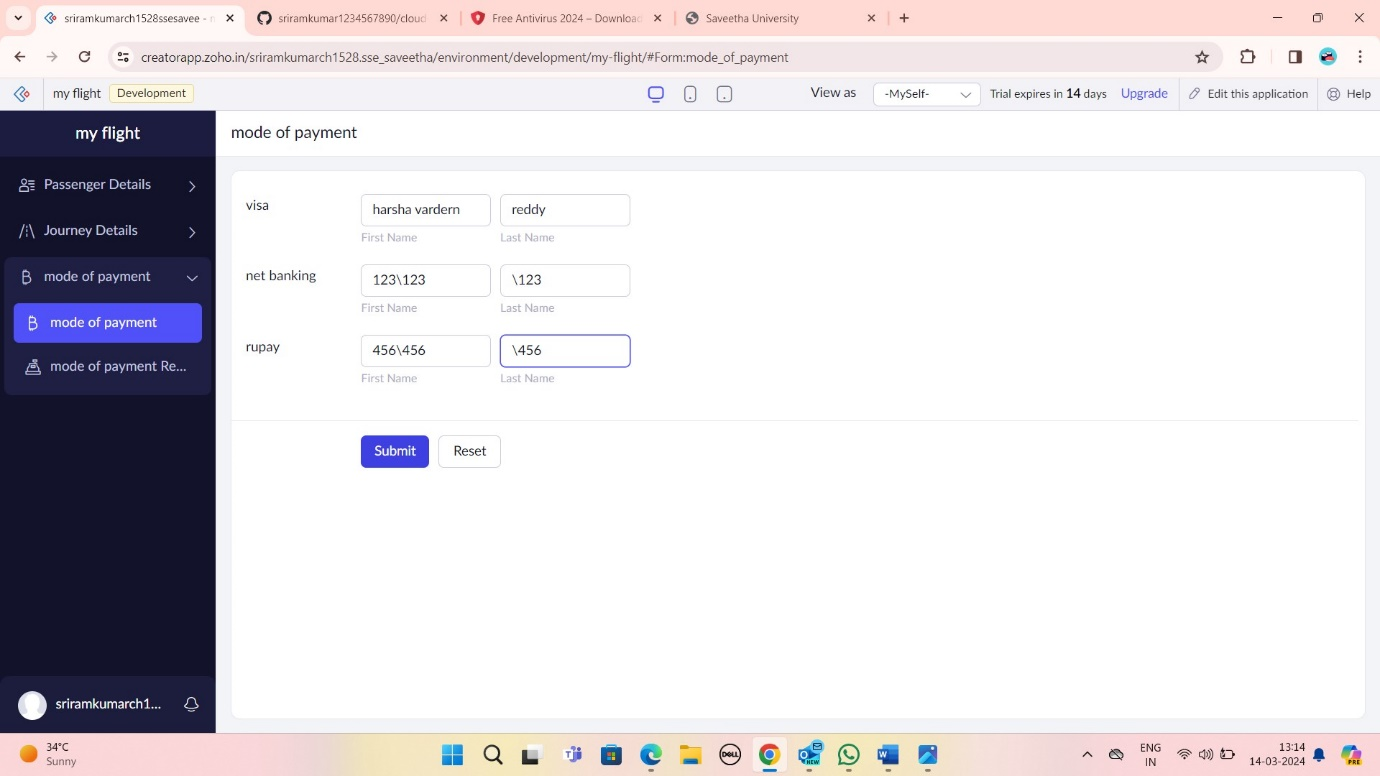 sriramkumarch1528ssesavee - n
sriramkumar1234567890/cloud
Free Antivirus 2024 – Download
Saveetha University
creatorapp.zoho.in/sriramkumarch1528.sse_saveetha/environment/development/my-flight/#Form:mode_of_payment
my flight Development View as -MySelf- Trial expires in 14 days Upgrade Edit this application Help
my flight
Passenger Details
Journey Details
mode of payment
mode of payment
mode of payment Re...
sriramkumarch1...
mode of payment
visa harsha vardern reddy
First Name Last Name
net banking 123\123 \123
First Name Last Name
rupay 456\456 \456
First Name Last Name
Submit Reset
34°C
Sunny
DELL
NEW
ENG
IN
13:14
14-03-2024
PRE